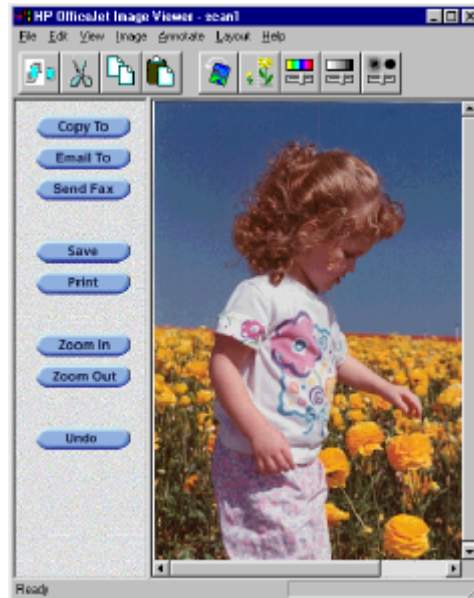 HP OfficeJet Image Viewer - scan1
File Edit View Image Annotate Layout Help
Copy To
Email To
Send Fax
Save
Print
Zoom In
Zoom Out
Undo
Ready